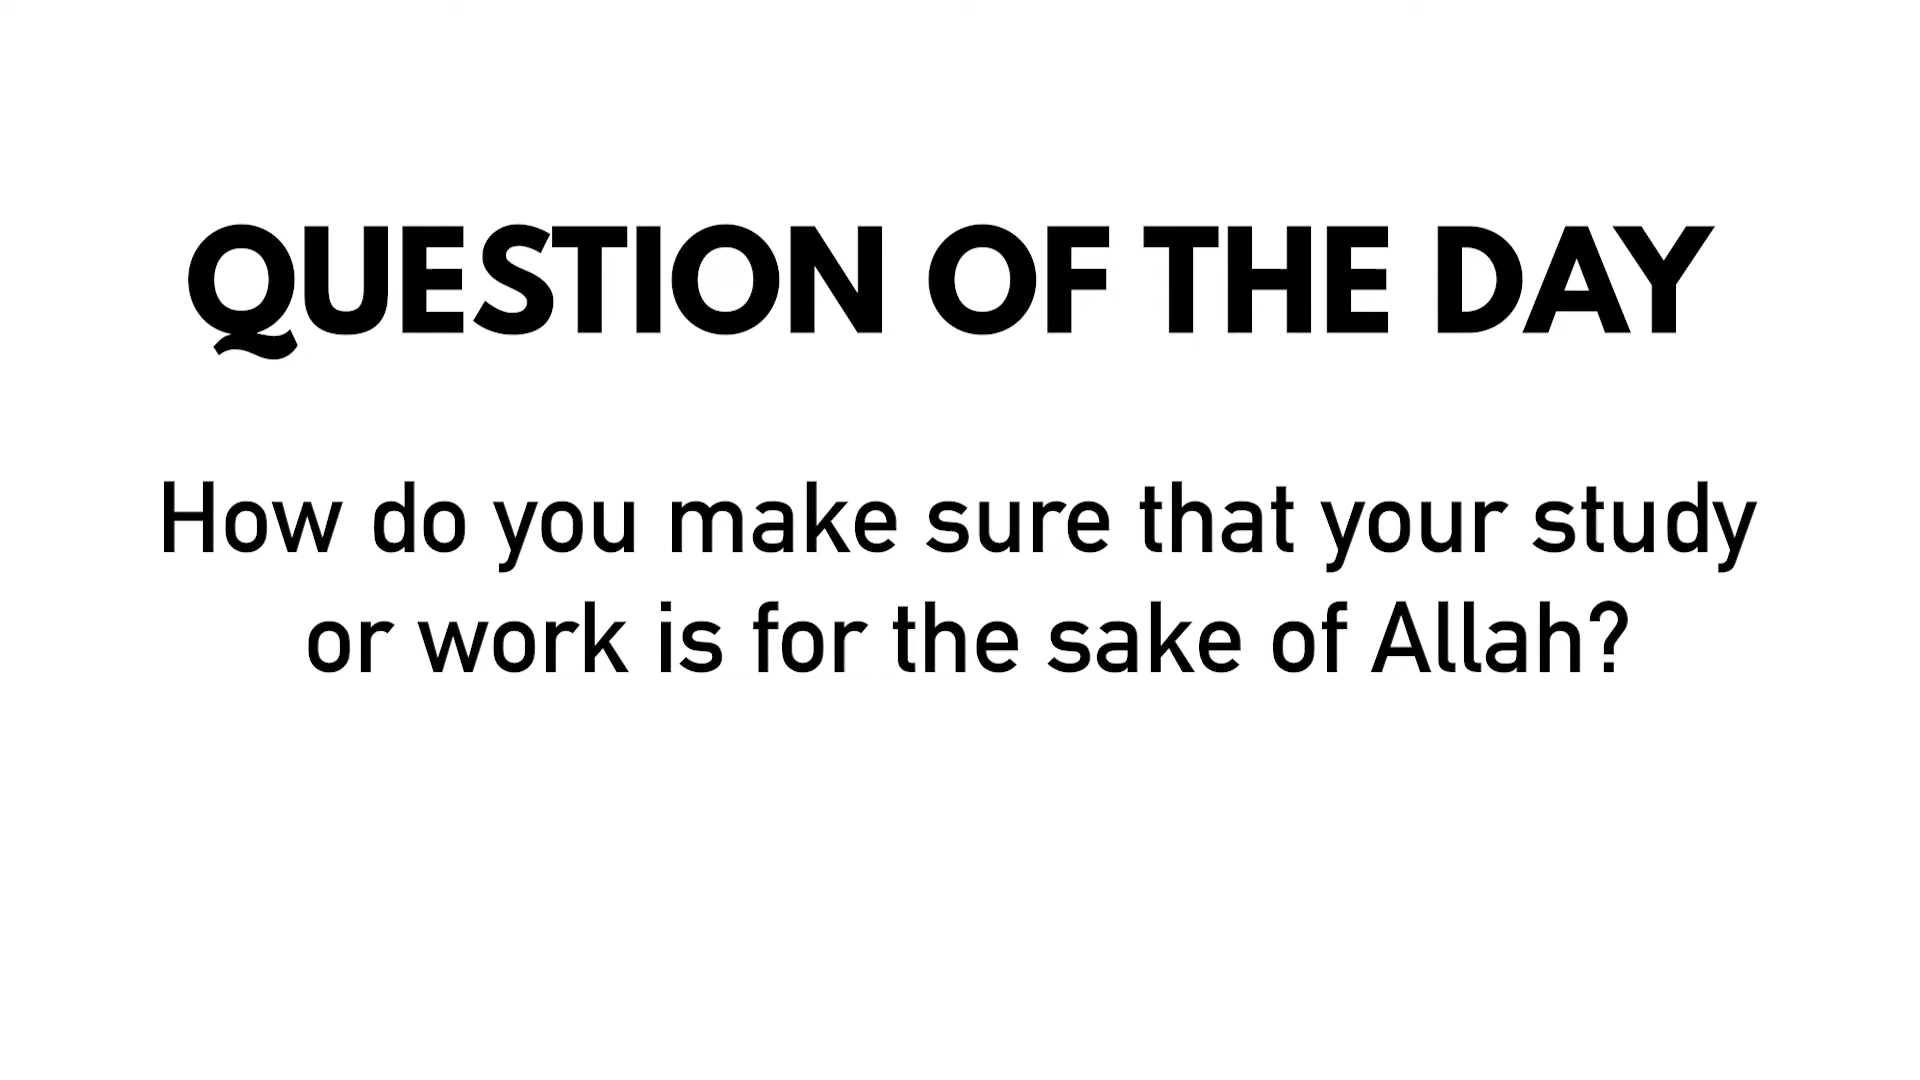 QUESTION OF THE DAY
How do you make sure that your study
or work is for the sake of Allah?